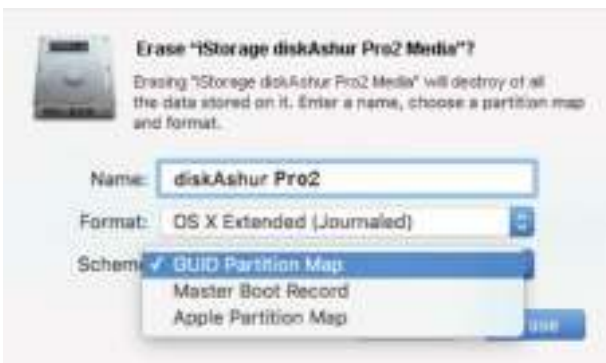 Erase "iStorage diskAshur Pro2 Media"?
Erasing "iStorage diskAshur Pro2 Media" will destroy of all
the data stored on it. Enter a name, choose a partition map
and format.
Name: diskAshur Pro2
Format: OS X Extended (Journaled)
Scheme ✓ GUID Partition Map
Master Boot Record
Apple Partition Map